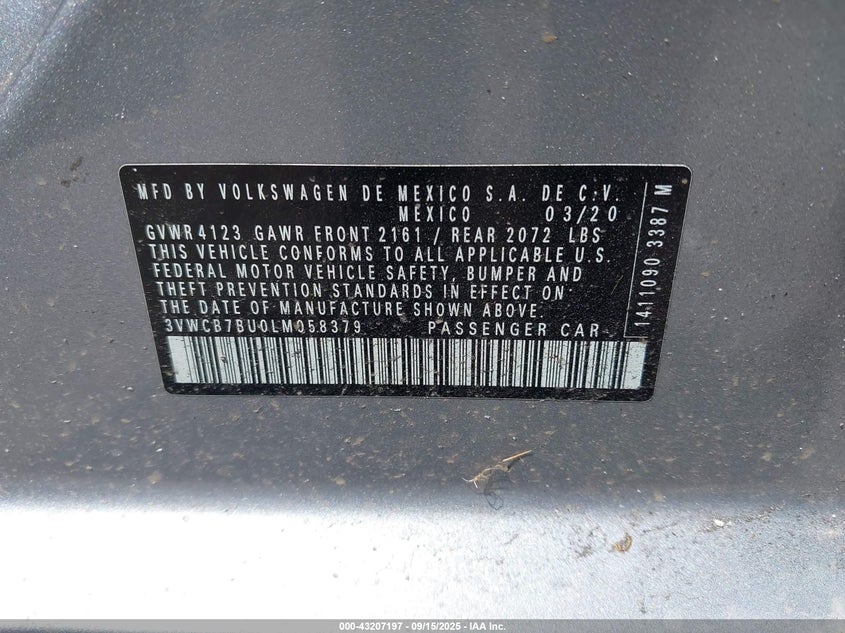 MFD BY VOLKSWAGEN DE MEXICO S.A. DE C.V.
MEXICO 03/20
GVWR 4123 GAWR FRONT 2161 / REAR 2072 LBS
THIS VEHICLE CONFORMS TO ALL APPLICABLE U.S.
FEDERAL MOTOR VEHICLE SAFETY, BUMPER AND
THEFT PREVENTION STANDARDS IN EFFECT ON
THE DATE OF MANUFACTURE SHOWN ABOVE.
3VWCB7BU0LM058379 PASSENGER CAR
1411090 3387 M
000-43207197 - 09/15/2025 - IAA Inc.